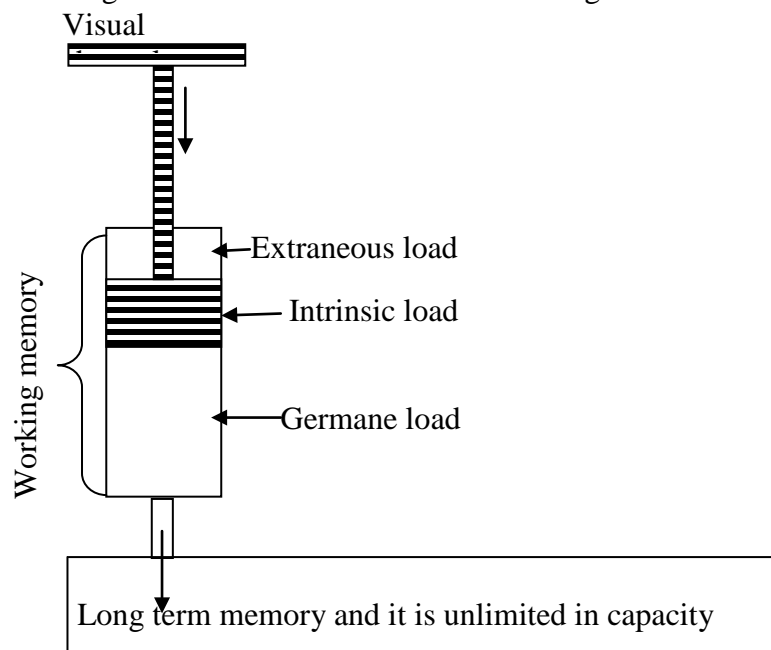 Visual
Extraneous load
Intrinsic load
Germane load
Working memory
Long term memory and it is unlimited in capacity